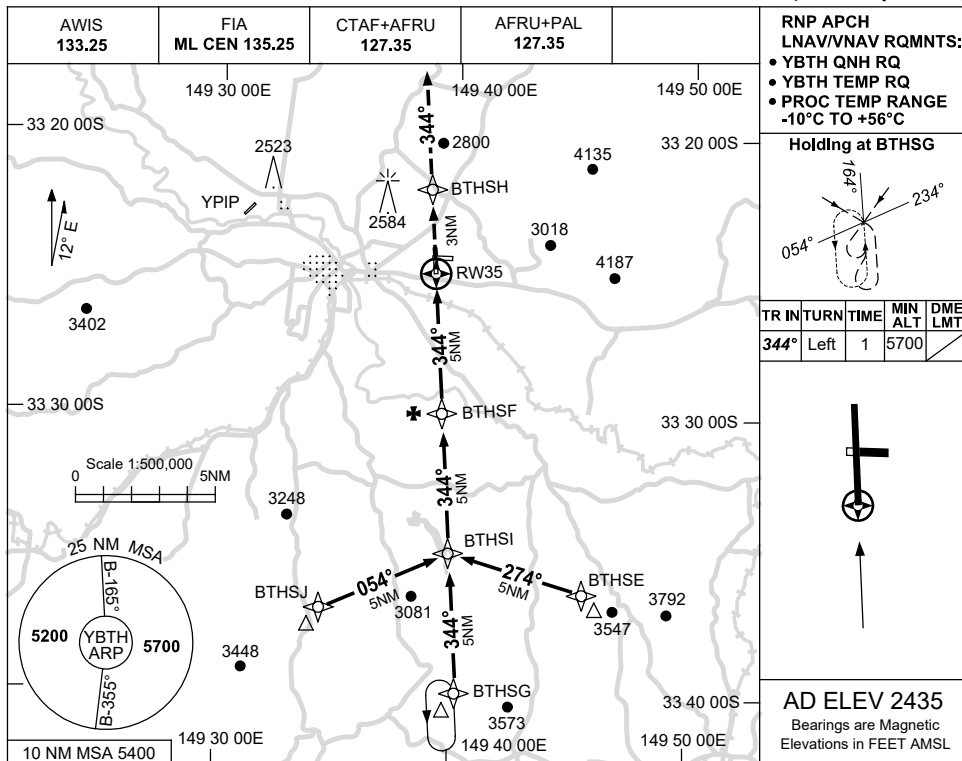 AWIS
133.25
FIA
ML CEN 135.25
CTAF+AFRU
127.35
AFRU+PAL
127.35
RNP APCH
LNAV/VNAV RQMNTS:
• YBTH QNH RQ
• YBTH TEMP RQ
• PROC TEMP RANGE
-10°C TO +56°C
149 30 00E
149 40 00E
149 50 00E
33 20 00S
33 20 00S
344°
2800
2523
4135
YPIP
BTHSH
2584
3NM
3018
12° E
RW35
4187
3402
344°
5NM
33 30 00S
BTHSF
33 30 00S
Scale 1:500,000
0
5NM
344°
5NM
3248
BTHSI
25 NM MSA
B-165°
5200
YBTH
ARP
5700
B-355°
BTHSJ
054°
5NM
3081
274°
5NM
BTHSE
3547
3792
344°
5NM
3448
BTHSG
3573
33 40 00S
149 30 00E
149 40 00E
149 50 00E
10 NM MSA 5400
Holding at BTHSG
164°
234°
054°
TR IN TURN TIME MIN ALT DME LMT
344° Left 1 5700
AD ELEV 2435
Bearings are Magnetic
Elevations in FEET AMSL